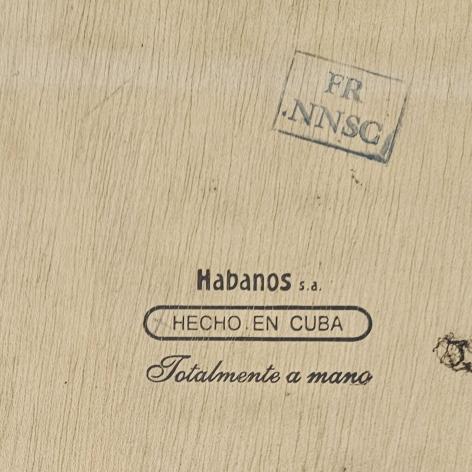 FR
.NNSC
Habanos s.a.
HECHO EN CUBA
Totalmente a mano